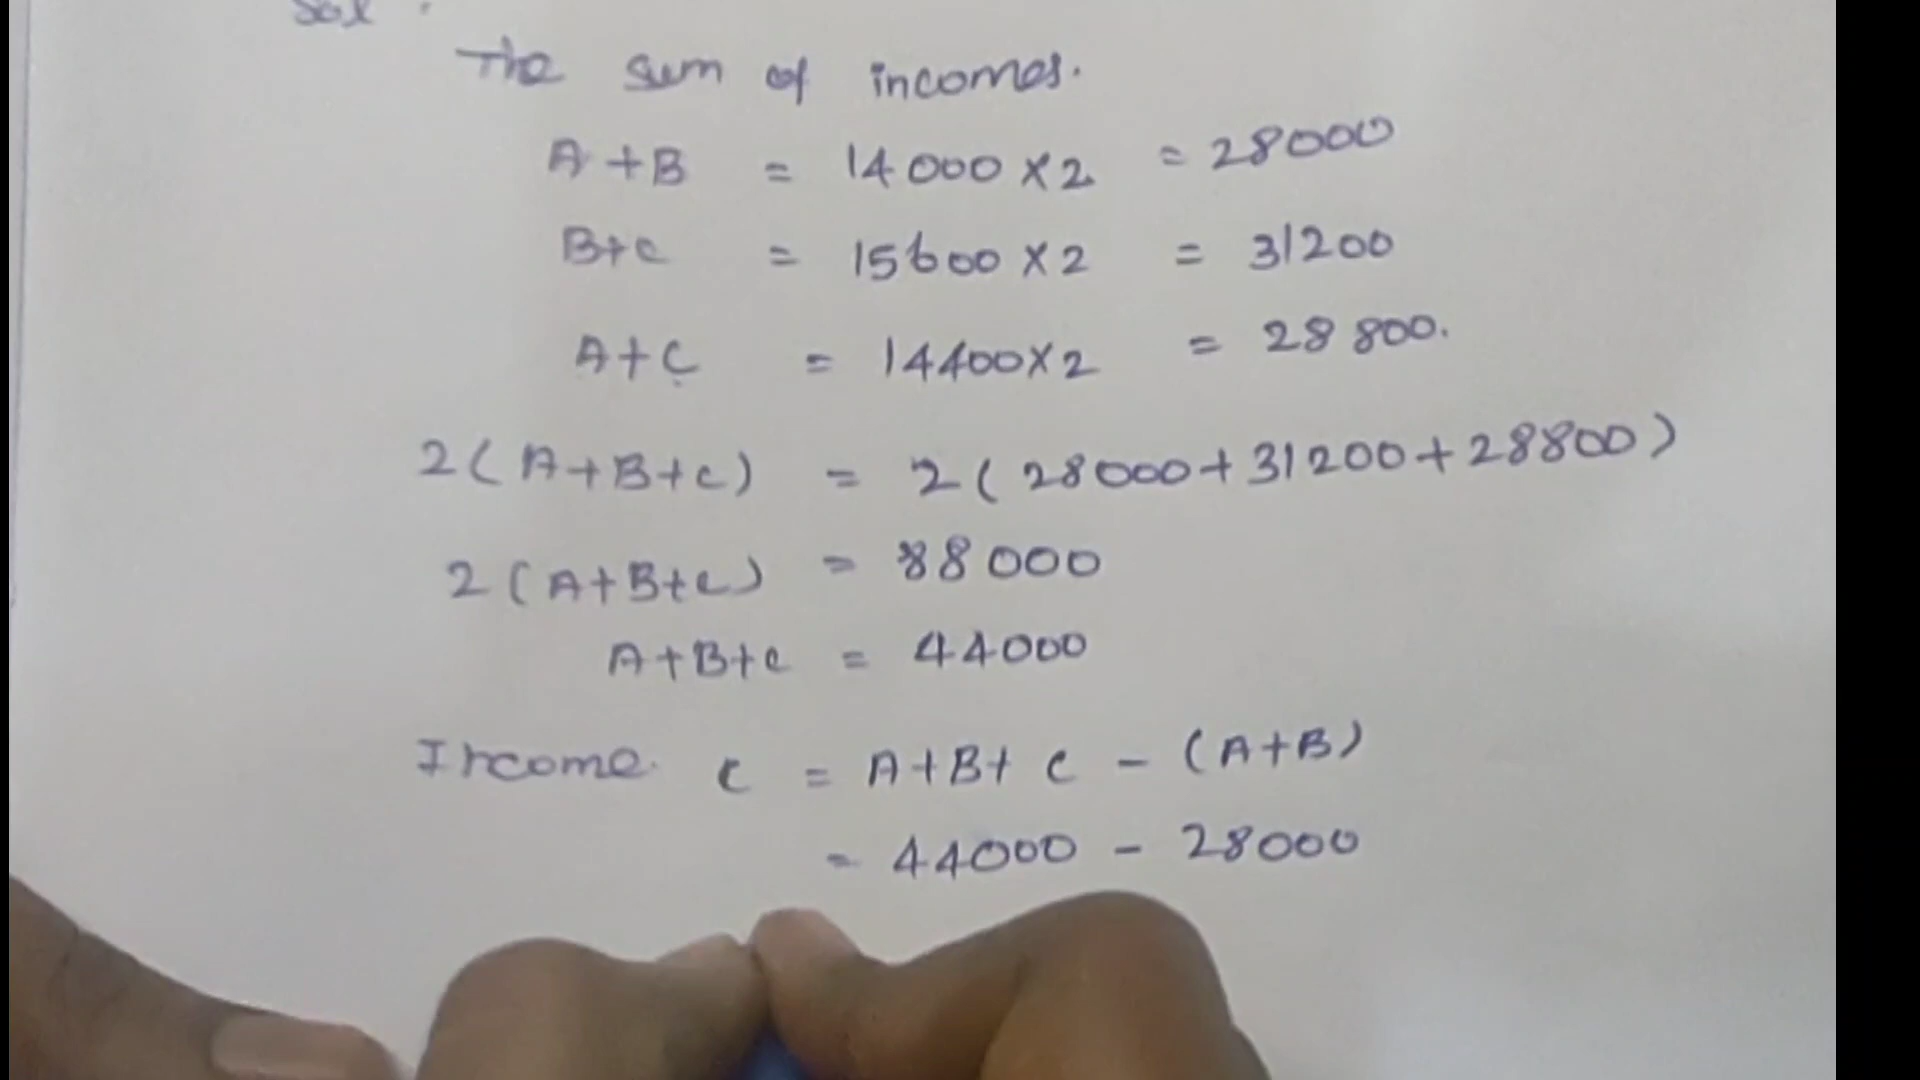 Sol :
The sum of incomes.
A + B = 14000 × 2 = 28000
B+C = 15600 × 2 = 31200
A+C = 14400 × 2 = 28800.
2(A+B+C) = 2(28000+31200+28800)
2(A+B+C) = 88000
A+B+C = 44000
Income C = A+B+C - (A+B)
= 44000 - 28000